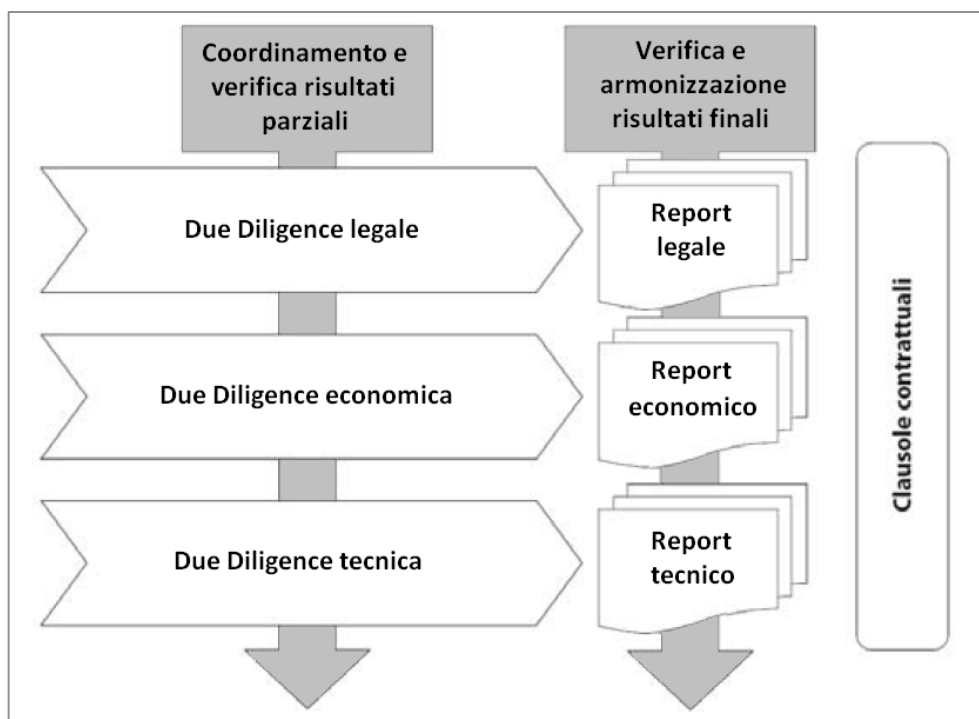 Coordinamento e
verifica risultati
parziali
Verifica e
armonizzazione
risultati finali
Due Diligence legale
Report
legale
Due Diligence economica
Report
economico
Due Diligence tecnica
Report
tecnico
Clausole contrattuali